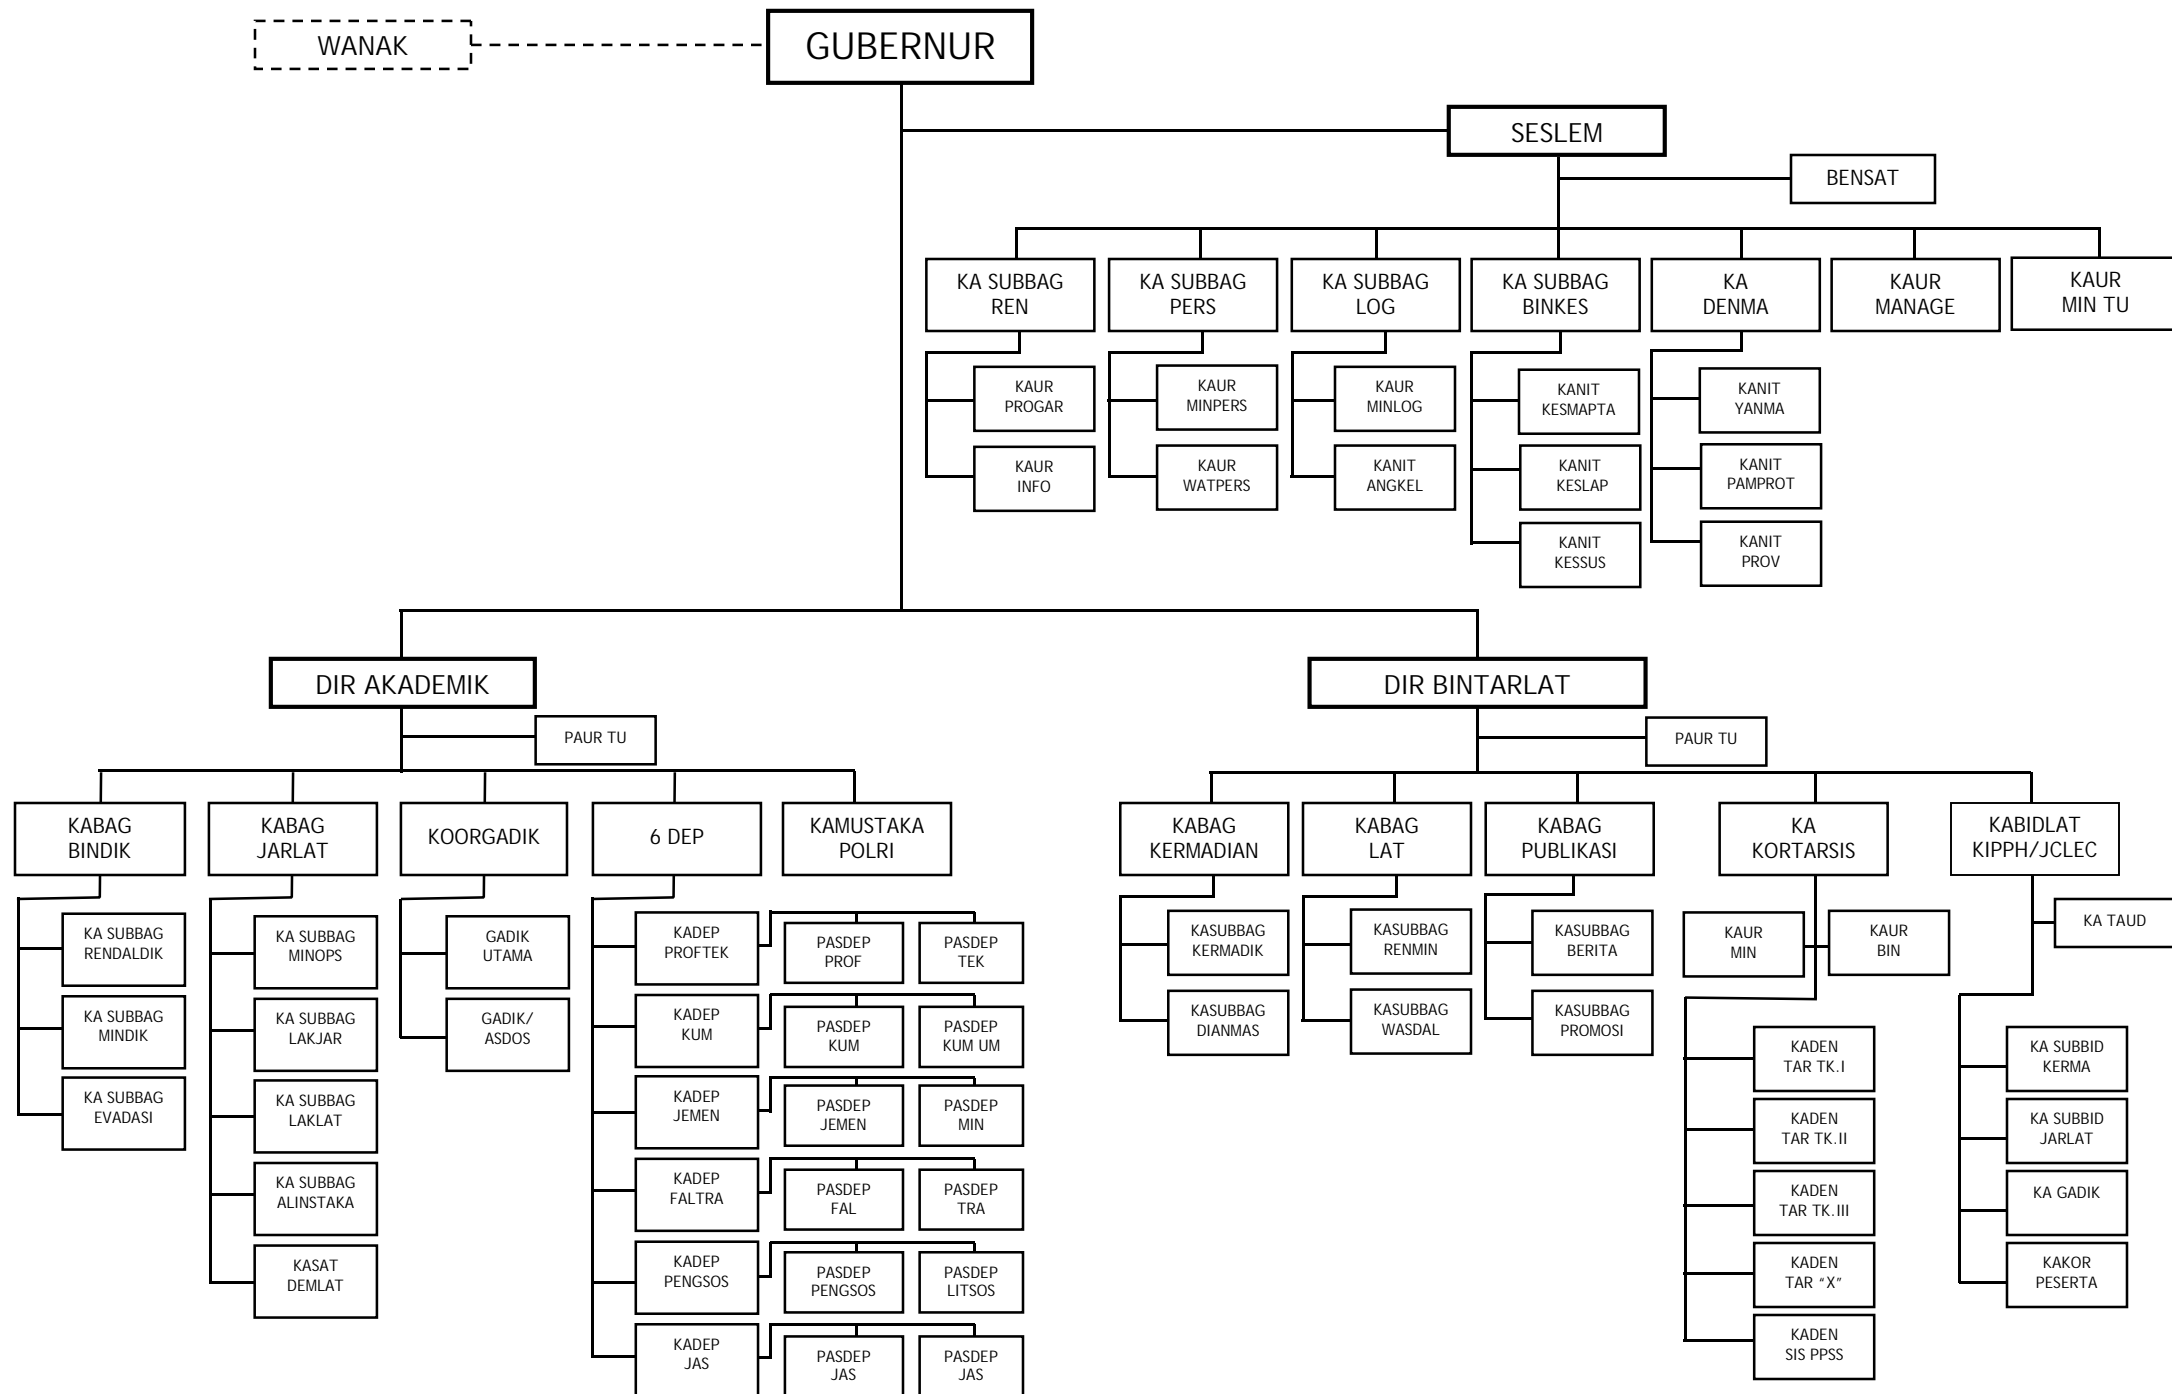 WANAK
GUBERNUR
SESLEM
BENSAT
KA SUBBAG
REN
KA SUBBAG
PERS
KA SUBBAG
LOG
KA SUBBAG
BINKES
KA
DENMA
KAUR
MANAGE
KAUR
MIN TU
KAUR
PROGAR
KAUR
INFO
KAUR
MINPERS
KAUR
WATPERS
KAUR
MINLOG
KANIT
ANGKEL
KANIT
KESMAPTA
KANIT
KESLAP
KANIT
KESSUS
KANIT
YANMA
KANIT
PAMPROT
KANIT
PROV
DIR AKADEMIK
PAUR TU
KABAG
BINDIK
KABAG
JARLAT
KOORGADIK
6 DEP
KAMUSTAKA
POLRI
KA SUBBAG
RENDALDIK
KA SUBBAG
MINDIK
KA SUBBAG
EVADASI
KA SUBBAG
MINOPS
KA SUBBAG
LAKJAR
KA SUBBAG
LAKLAT
KA SUBBAG
ALINSTAKA
KASAT
DEMLAT
GADIK
UTAMA
GADIK/
ASDOS
KADEP
PROFTEK
PASDEP
PROF
PASDEP
TEK
KADEP
KUM
PASDEP
KUM
PASDEP
KUM UM
KADEP
JEMEN
PASDEP
JEMEN
PASDEP
MIN
KADEP
FALTRA
PASDEP
FAL
PASDEP
TRA
KADEP
PENGSOS
PASDEP
PENGSOS
PASDEP
LITSOS
KADEP
JAS
PASDEP
JAS
PASDEP
JAS
DIR BINTARLAT
PAUR TU
KABAG
KERMADIAN
KABAG
LAT
KABAG
PUBLIKASI
KA
KORTARSIS
KABIDLAT
KIPPH/JCLEC
KASUBBAG
KERMADIK
KASUBBAG
DIANMAS
KASUBBAG
RENMIN
KASUBBAG
WASDAL
KASUBBAG
BERITA
KASUBBAG
PROMOSI
KAUR
MIN
KAUR
BIN
KADEN
TAR TK.I
KADEN
TAR TK.II
KADEN
TAR TK.III
KADEN
TAR “X”
KADEN
SIS PPSS
KA TAUD
KA SUBBID
KERMA
KA SUBBID
JARLAT
KA GADIK
KAKOR
PESERTA